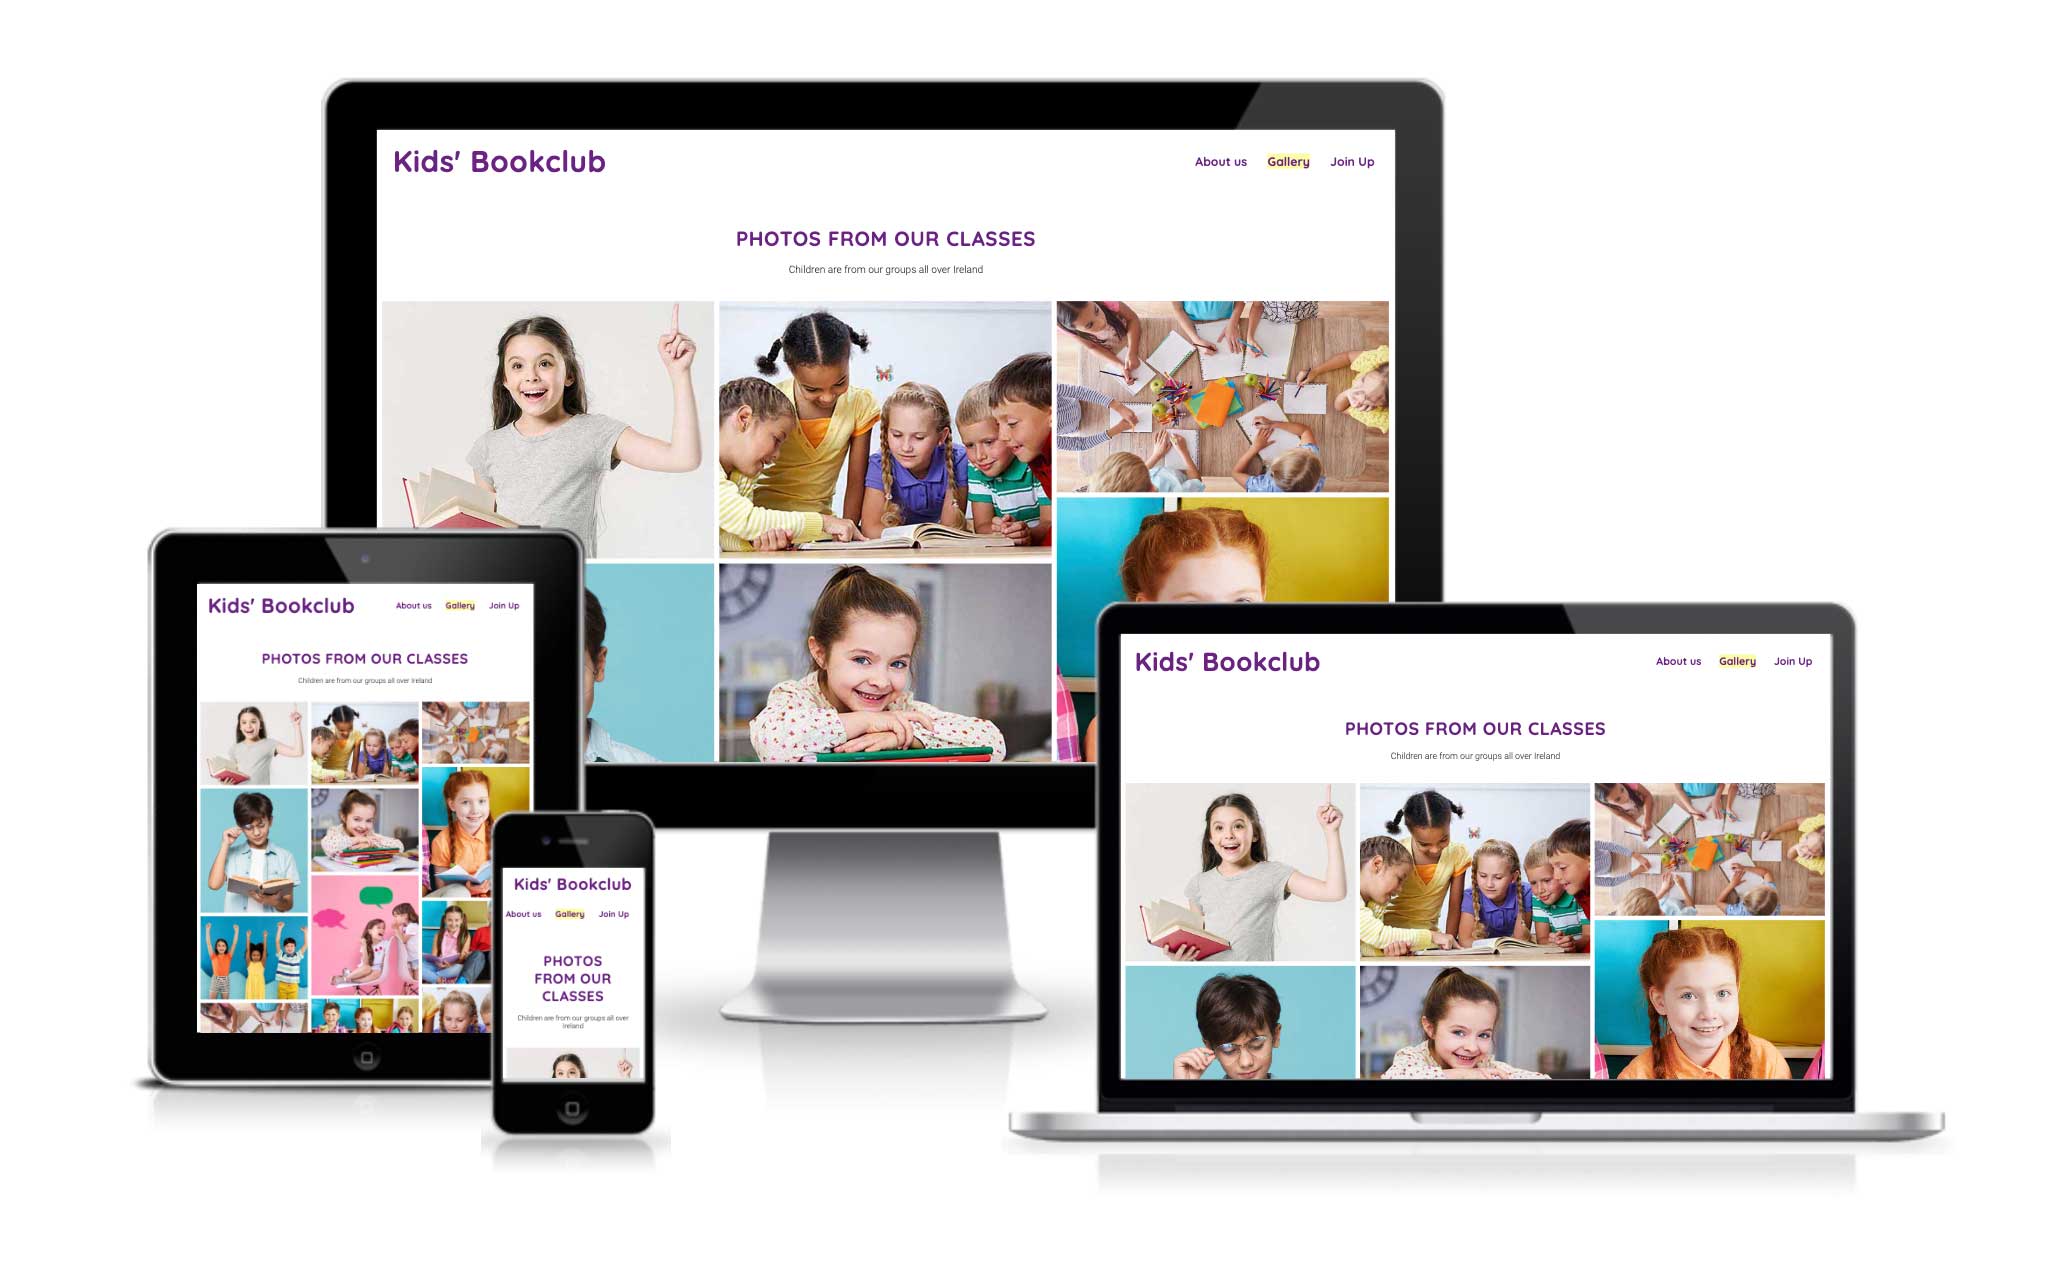 Kids' Bookclub
About us Gallery Join Up
PHOTOS FROM OUR CLASSES
Children are from our groups all over Ireland
Kids' Bookclub
About us Gallery Join Up
PHOTOS FROM OUR CLASSES
Children are from our groups all over Ireland
Kids' Bookclub
About us Gallery Join Up
PHOTOS
FROM OUR
CLASSES
Children are from our groups all over
Ireland
Kids' Bookclub
About us Gallery Join Up
PHOTOS FROM OUR CLASSES
Children are from our groups all over Ireland